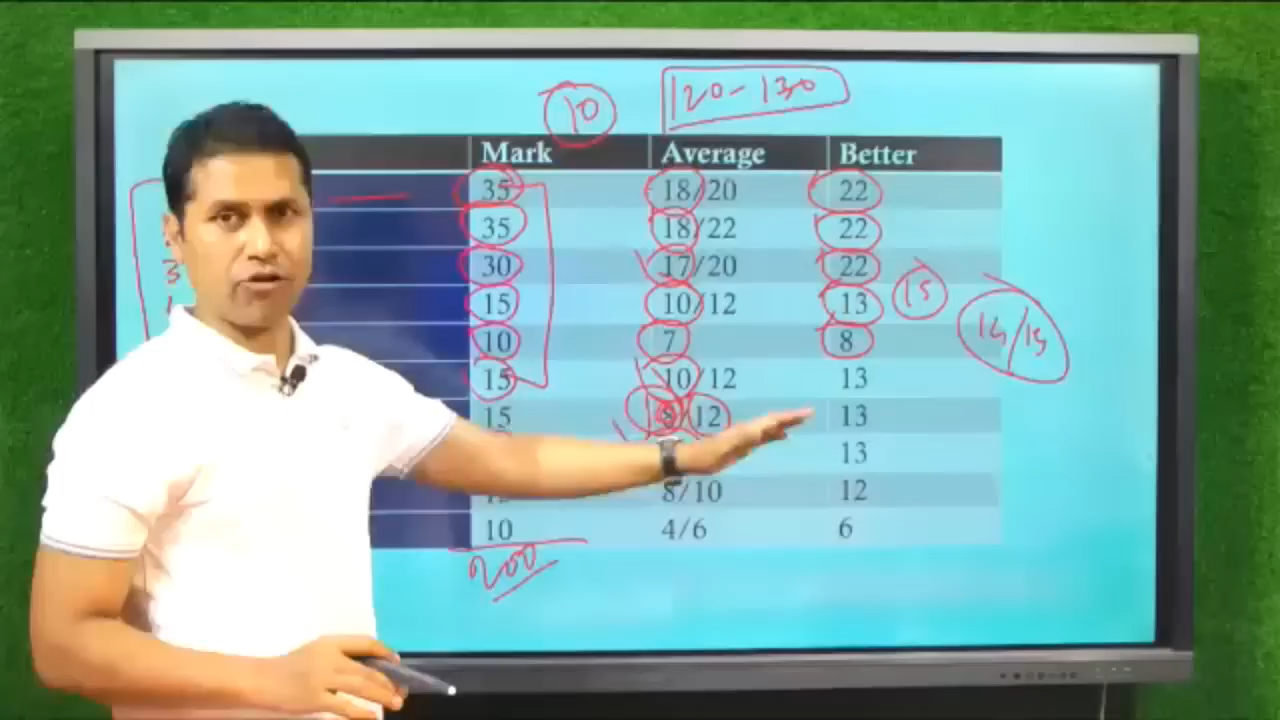 10 120-130
Mark Average Better
35 18/20 22
35 18/22 22
3 30 17/20 22
15 10/12 13 15
10 7 8
15 10/12 13
15 8/12 13
13
8/10 12
10 4/6 6
200